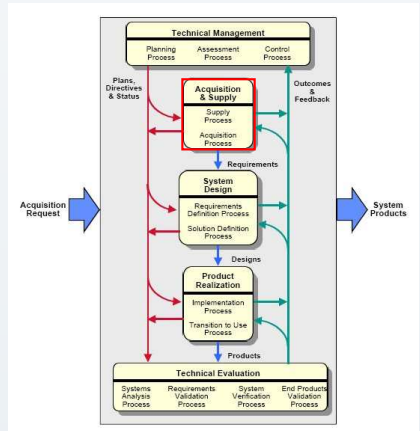 Technical Management
Planning Process
Assessment Process
Control Process
Plans, Directives & Status
Acquisition & Supply
Supply Process
Acquisition Process
Outcomes & Feedback
Requirements
System Design
Requirements Definition Process
Solution Definition Process
Acquisition Request
System Products
Designs
Product Realization
Implementation Process
Transition to Use Process
Products
Technical Evaluation
Systems Analysis Process
Requirements Validation Process
System Verification Process
End Products Validation Process